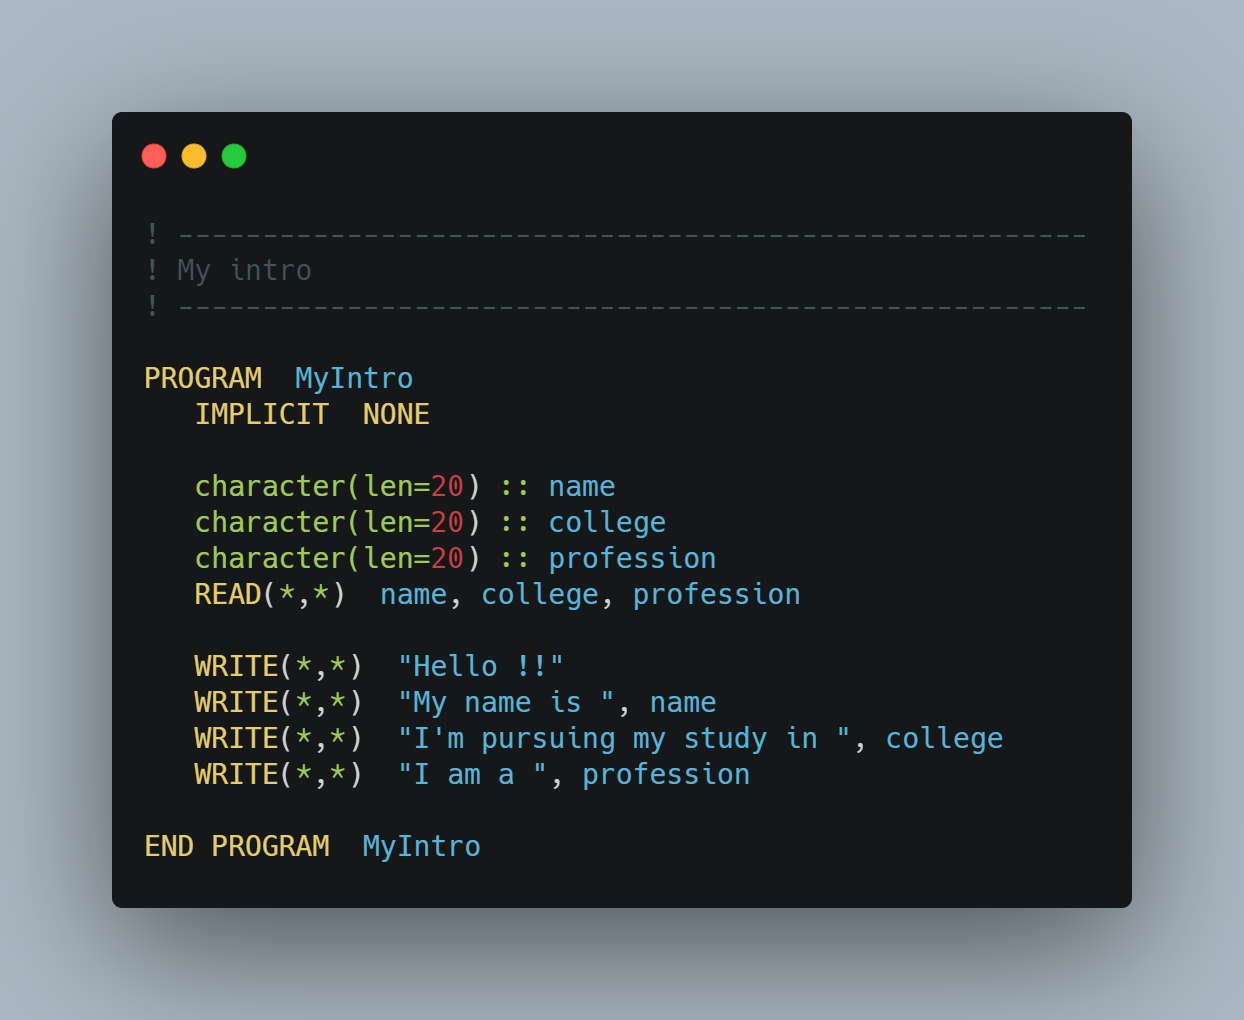 ! ------------------------------------------------------
! My intro
! ------------------------------------------------------
PROGRAM  MyIntro
   IMPLICIT  NONE
   character(len=20) :: name
   character(len=20) :: college
   character(len=20) :: profession
   READ(*,*)  name, college, profession
   WRITE(*,*)  "Hello !!"
   WRITE(*,*)  "My name is ", name
   WRITE(*,*)  "I'm pursuing my study in ", college
   WRITE(*,*)  "I am a ", profession
END PROGRAM  MyIntro